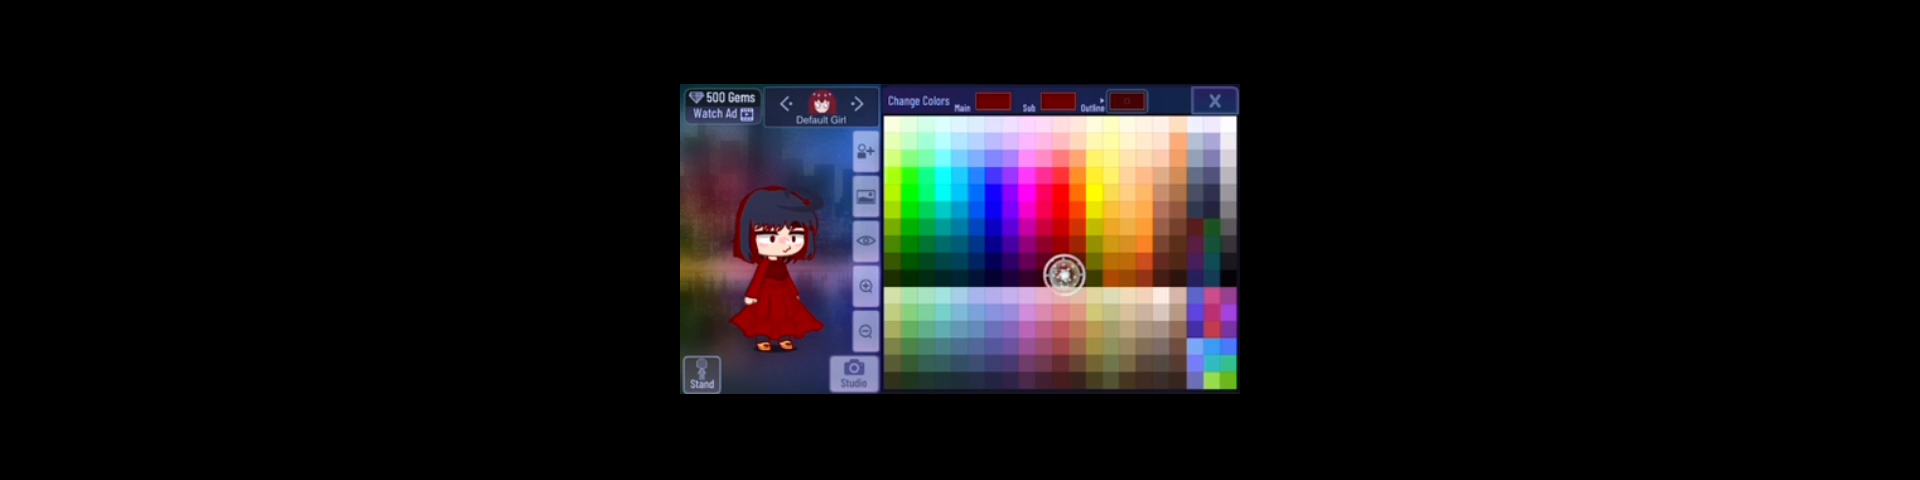 500 Gems
Watch Ad
Default Girl
Change Colors
Main
Sub
Outline
X
Stand
Studio